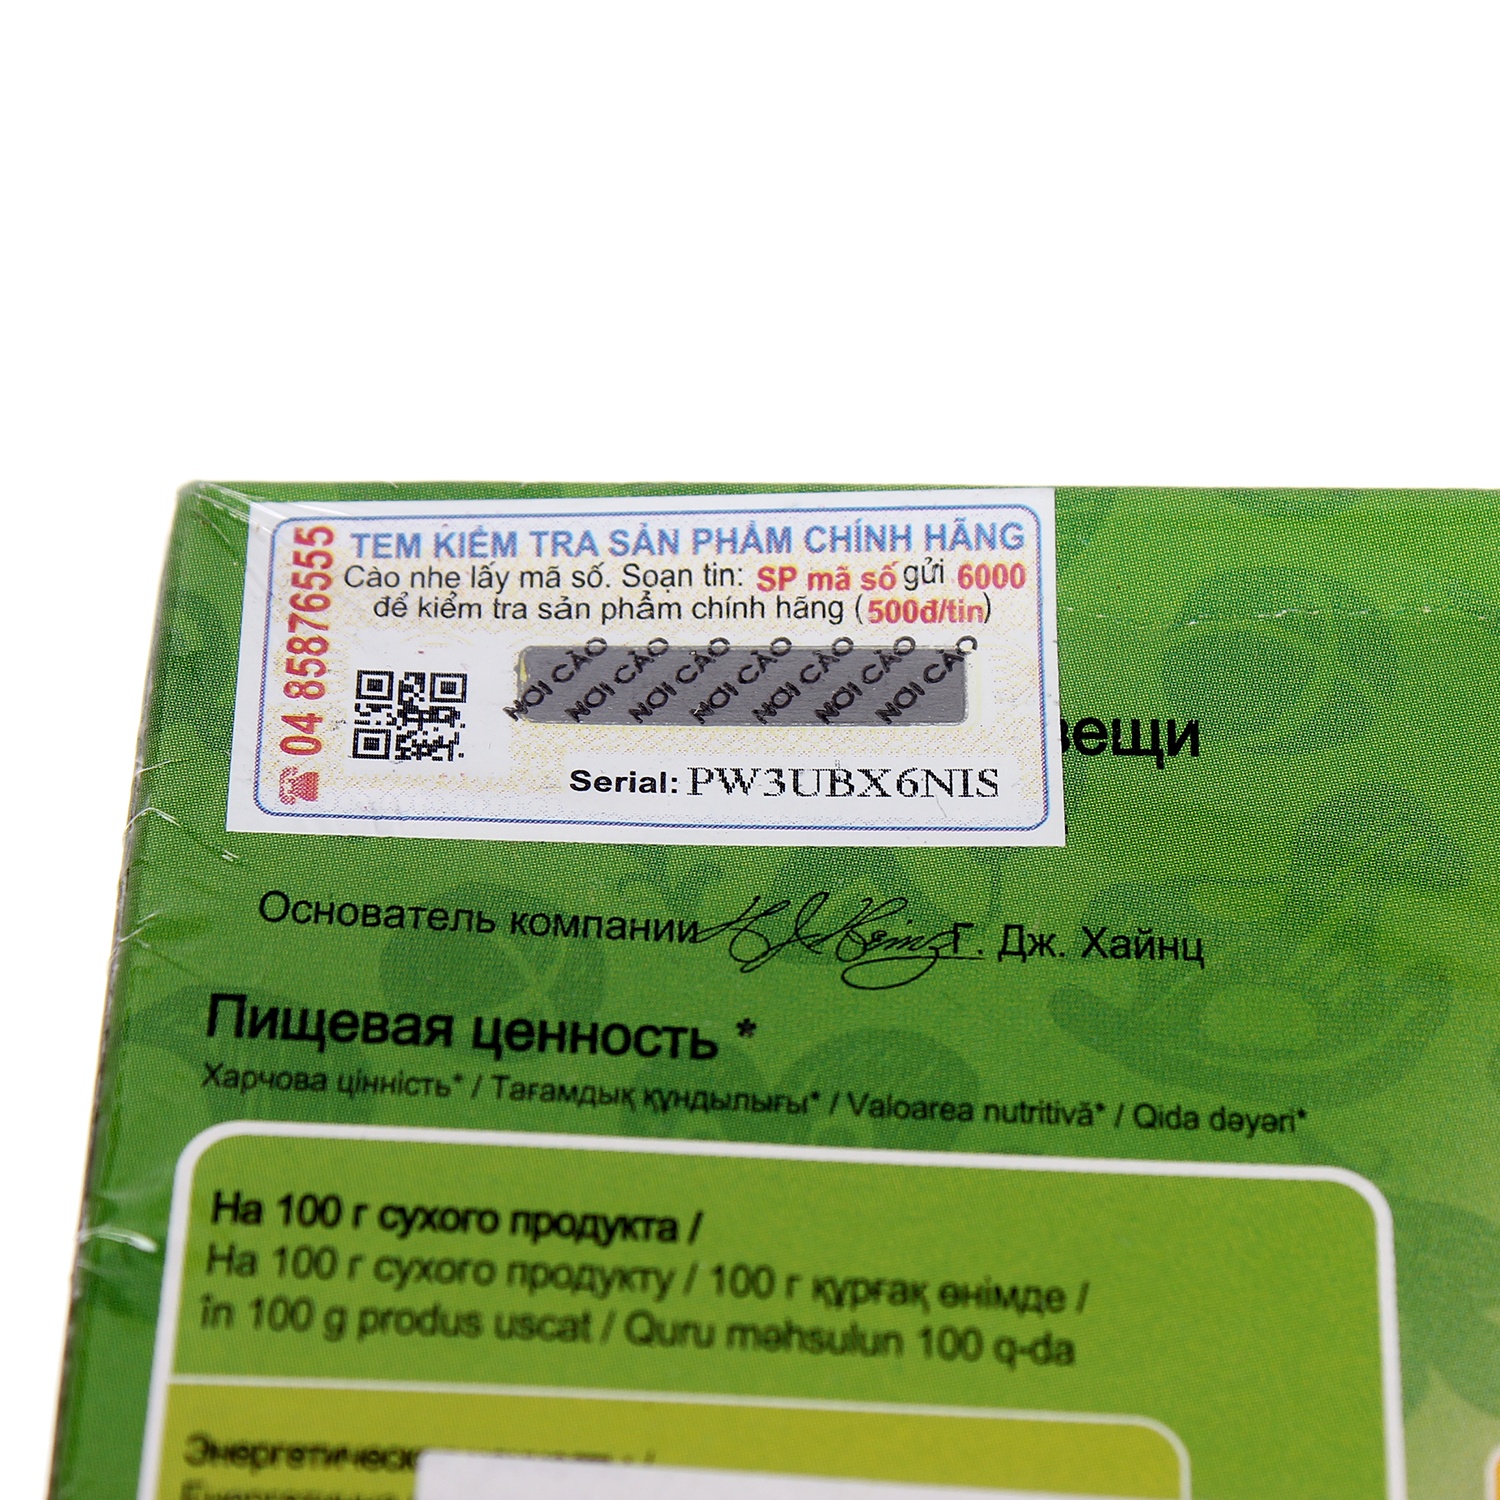 TEM KIỂM TRA SẢN PHẨM CHÍNH HÃNG
Cào nhẹ lấy mã số. Soạn tin: SP mã số gửi 6000
để kiểm tra sản phẩm chính hãng (500đ/tin)
04 85876555
NƠI CÀO NƠI CÀO NƠI CÀO NƠI CÀO NƠI CÀO NƠI CÀO NƠI CÀO
Serial: PW3UBX6NIS
вещи
Основатель компании H J Heinz Г. Дж. Хайнц
Пищевая ценность *
Харчова цінність* / Тағамдық құндылығы* / Valoarea nutritivă* / Qida dəyəri*
На 100 г сухого продукта /
На 100 г сухого продукту / 100 г құрғақ өнімде /
în 100 g produs uscat / Quru məhsulun 100 q-da